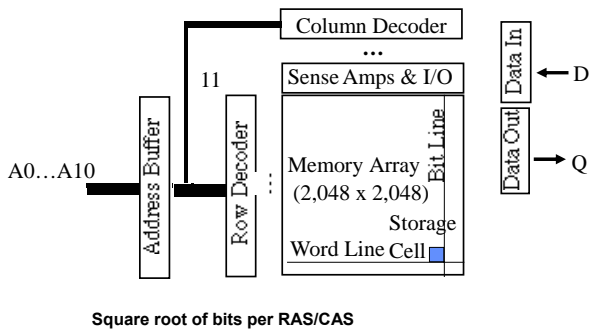 Column Decoder
...
11
Sense Amps & I/O
Data In
D
A0...A10
Address Buffer
Row Decoder
...
Memory Array
(2,048 x 2,048)
Bit Line
Data Out
Q
Storage
Word Line Cell
Square root of bits per RAS/CAS